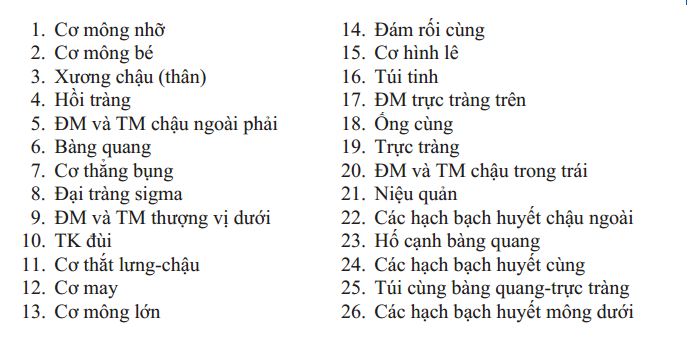 1. Cơ mông nhỡ
2. Cơ mông bé
3. Xương chậu (thân)
4. Hồi tràng
5. ĐM và TM chậu ngoài phải
6. Bàng quang
7. Cơ thẳng bụng
8. Đại tràng sigma
9. ĐM và TM thượng vị dưới
10. TK đùi
11. Cơ thắt lưng-chậu
12. Cơ may
13. Cơ mông lớn
14. Đám rối cùng
15. Cơ hình lê
16. Túi tinh
17. ĐM trực tràng trên
18. Ống cùng
19. Trực tràng
20. ĐM và TM chậu trong trái
21. Niệu quản
22. Các hạch bạch huyết chậu ngoài
23. Hố cạnh bàng quang
24. Các hạch bạch huyết cùng
25. Túi cùng bàng quang-trực tràng
26. Các hạch bạch huyết mông dưới